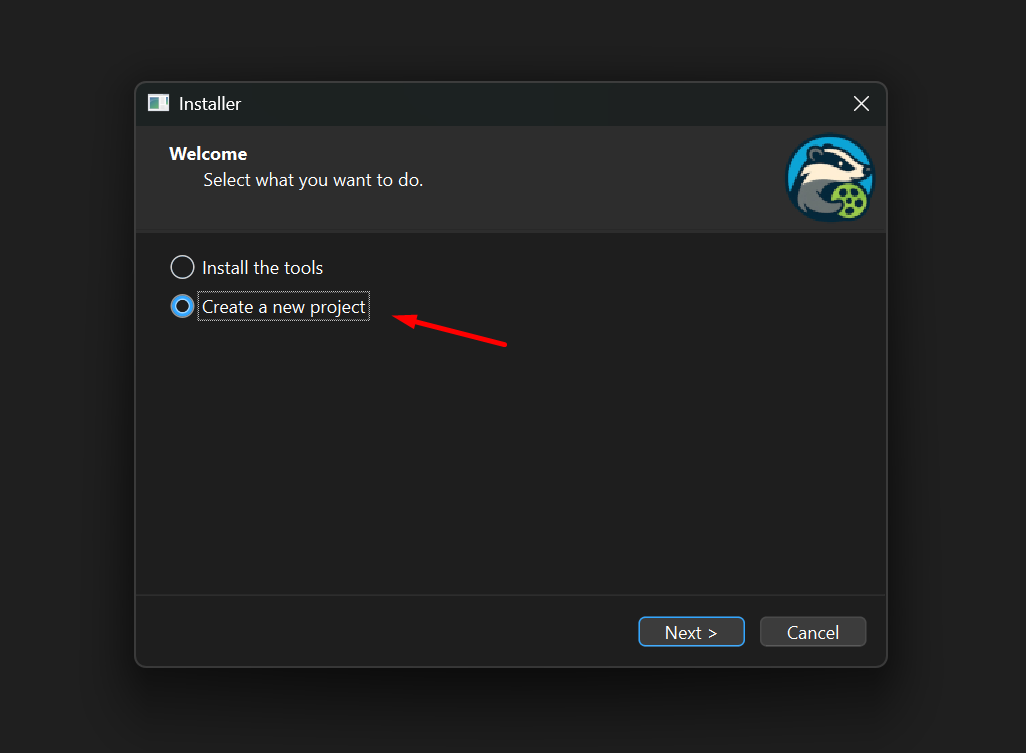 Installer
Welcome
Select what you want to do.
Install the tools
Create a new project
Next >
Cancel